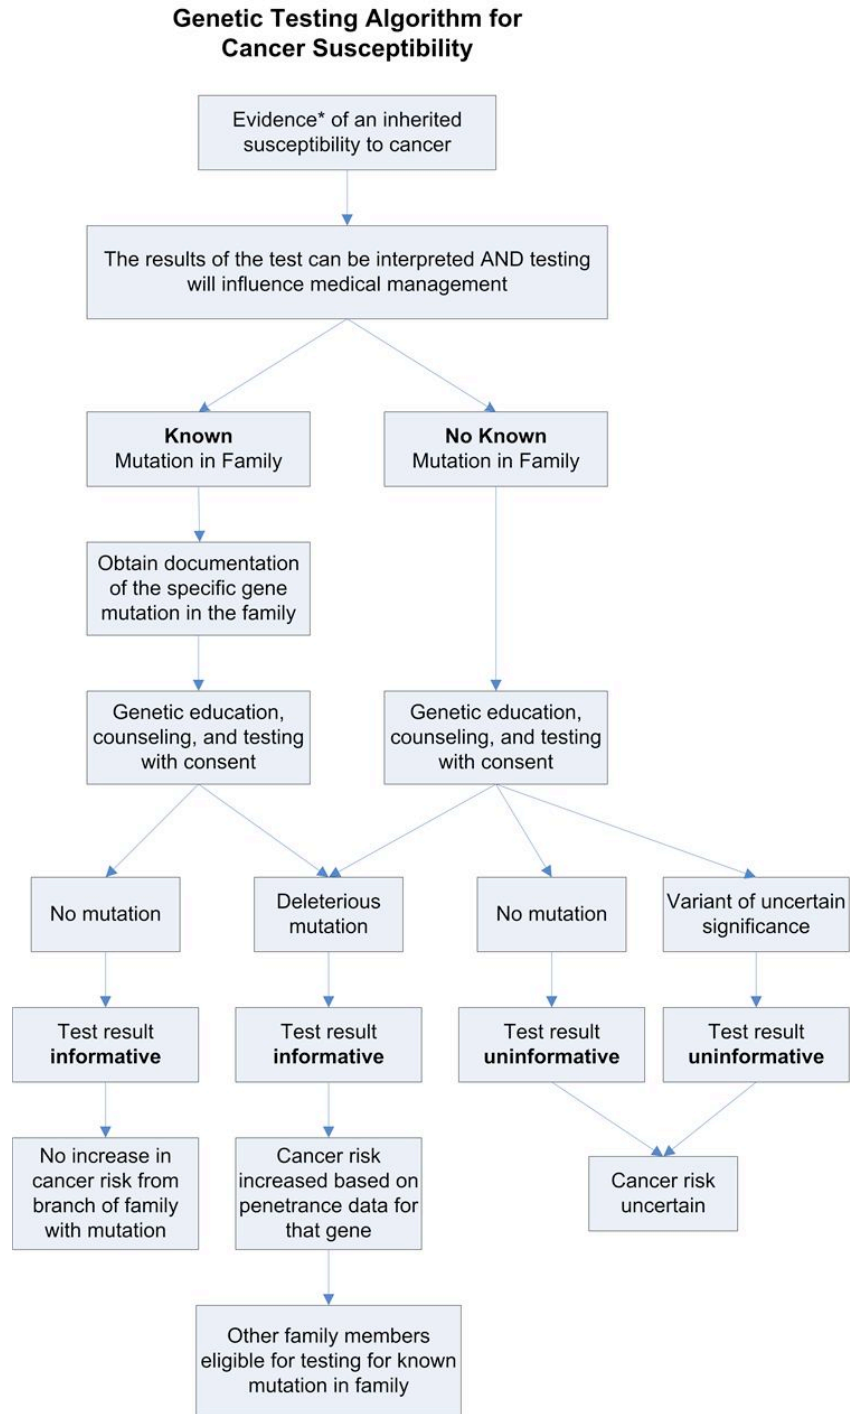 Genetic Testing Algorithm for
Cancer Susceptibility
Evidence* of an inherited
susceptibility to cancer
The results of the test can be interpreted AND testing
will influence medical management
Known
Mutation in Family
No Known
Mutation in Family
Obtain documentation
of the specific gene
mutation in the family
Genetic education,
counseling, and testing
with consent
Genetic education,
counseling, and testing
with consent
No mutation
Deleterious
mutation
No mutation
Variant of uncertain
significance
Test result
informative
Test result
informative
Test result
uninformative
Test result
uninformative
No increase in
cancer risk from
branch of family
with mutation
Cancer risk
increased based on
penetrance data for
that gene
Cancer risk
uncertain
Other family members
eligible for testing for known
mutation in family